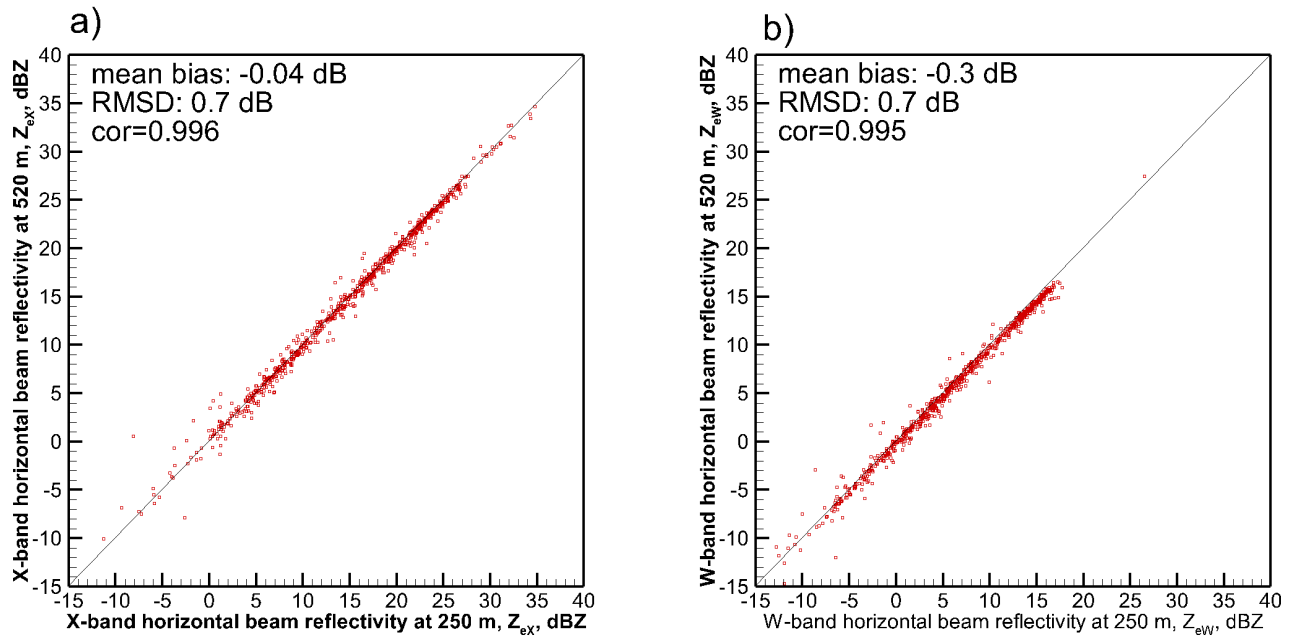 a)
mean bias: -0.04 dB
RMSD: 0.7 dB
cor=0.996
X-band horizontal beam reflectivity at 520 m, ZeX, dBZ
40
35
30
25
20
15
10
5
0
-5
-10
-15
-15 -10 -5 0 5 10 15 20 25 30 35 40
X-band horizontal beam reflectivity at 250 m, ZeX, dBZ
b)
mean bias: -0.3 dB
RMSD: 0.7 dB
cor=0.995
W-band horizontal beam reflectivity at 520 m, ZeW, dBZ
40
35
30
25
20
15
10
5
0
-5
-10
-15
-15 -10 -5 0 5 10 15 20 25 30 35 40
W-band horizontal beam reflectivity at 250 m, ZeW, dBZ